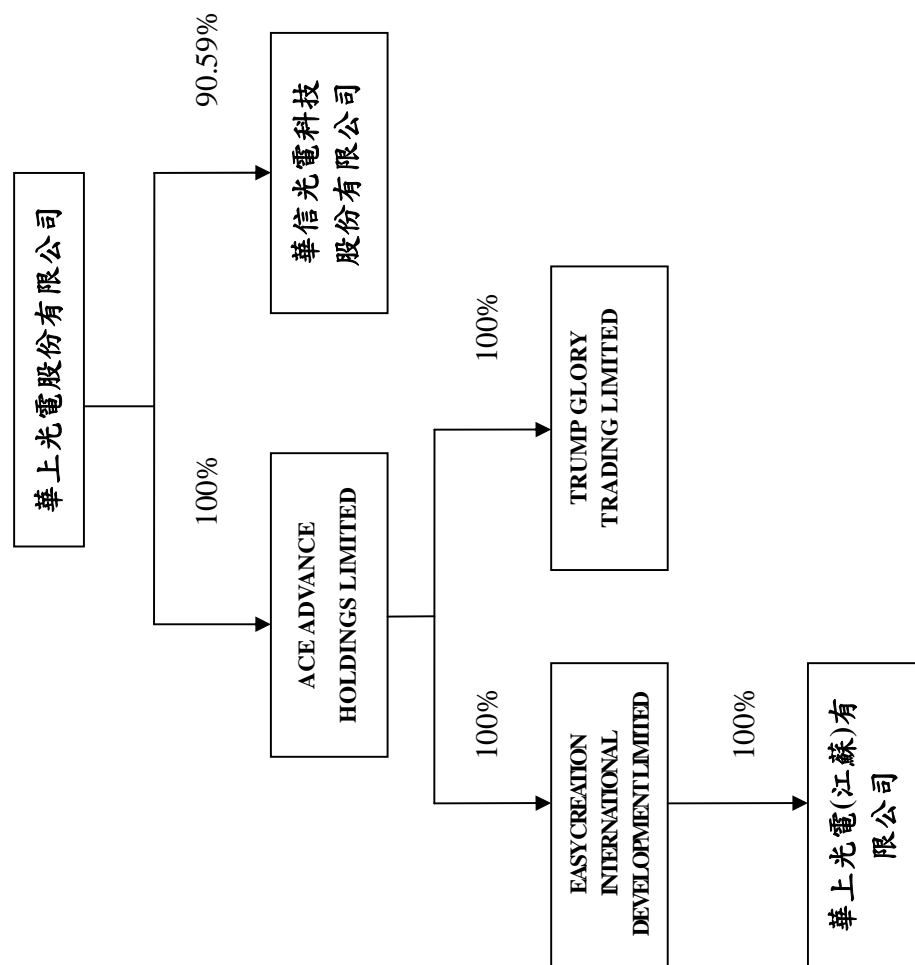 華上光電股份有限公司
100%
90.59%
ACE ADVANCE
HOLDINGS LIMITED
華信光電科技
股份有限公司
100%
100%
EASY CREATION
INTERNATIONAL
DEVELOPMENT LIMITED
TRUMP GLORY
TRADING LIMITED
100%
華上光電(江蘇)有
限公司